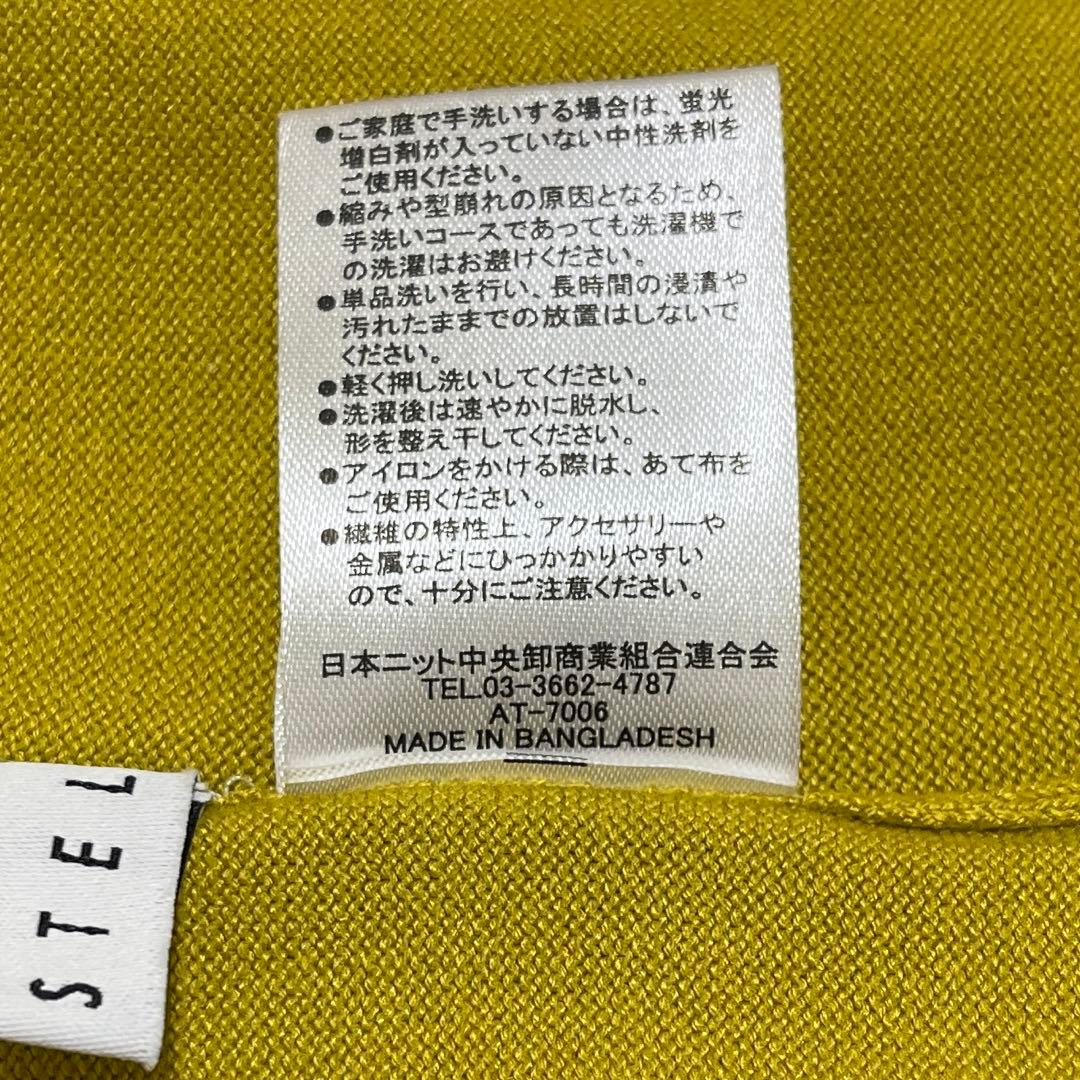 ●ご家庭で手洗いする場合は、蛍光
増白剤が入っていない中性洗剤を
ご使用ください。
●縮みや型崩れの原因となるため、
手洗いコースであっても洗濯機で
の洗濯はお避けください。
●単品洗いを行い、長時間の浸漬や
汚れたままでの放置はしないで
ください。
●軽く押し洗いしてください。
●洗濯後は速やかに脱水し、
形を整え干してください。
●アイロンをかける際は、あて布を
ご使用ください。
●繊維の特性上、アクセサリーや
金属などにひっかかりやすい
ので、十分にご注意ください。
日本ニット中央卸商業組合連合会
TEL.03-3662-4787
AT-7006
MADE IN BANGLADESH
STEL